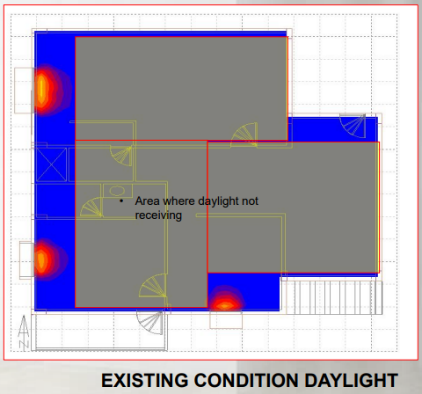 • Area where daylight not
receiving
N
EXISTING CONDITION DAYLIGHT